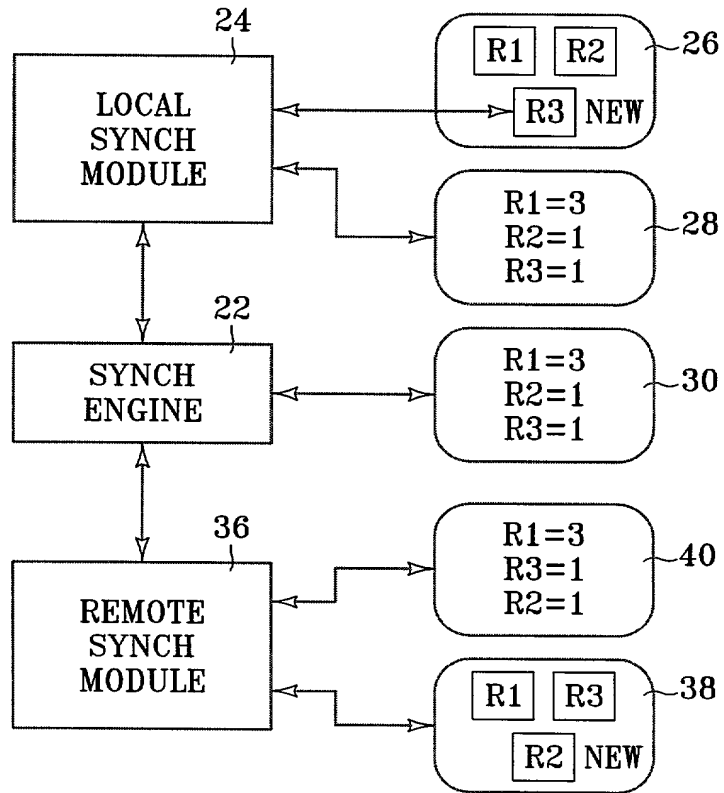 24
LOCAL
SYNCH
MODULE
R1 R2
R3 NEW
26
R1=3
R2=1
R3=1
28
22
SYNCH
ENGINE
R1=3
R2=1
R3=1
30
36
REMOTE
SYNCH
MODULE
R1=3
R3=1
R2=1
40
R1 R3
R2 NEW
38